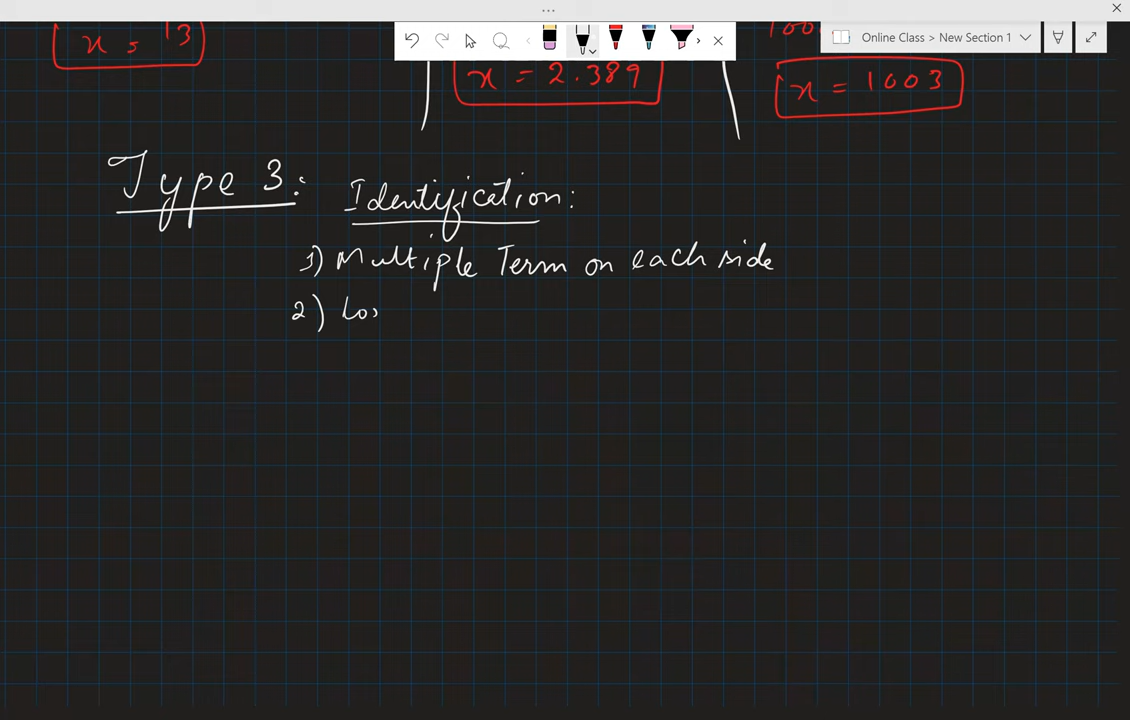 Online Class > New Section 1
x = 13
x = 2.389
x = 1003
Type 3:
Identification:
1) Multiple Term on each side
2) Los